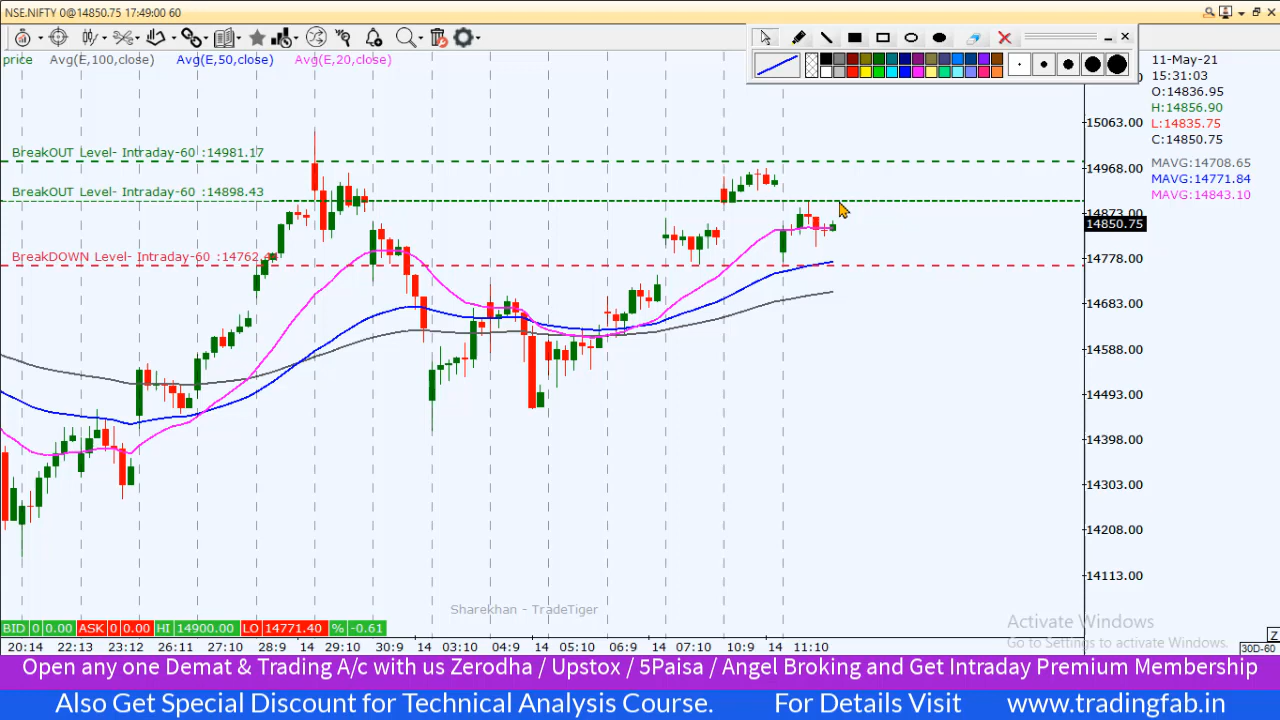 NSE.NIFTY 0@14850.75 17:49:00 60
price Avg(E,100,close) Avg(E,50,close) Avg(E,20,close)
11-May-21
15:31:03
O:14836.95
H:14856.90
L:14835.75
C:14850.75
MAVG:14708.65
MAVG:14771.84
MAVG:14843.10
BreakOUT Level- Intraday-60 :14981.17
BreakOUT Level- Intraday-60 :14898.43
BreakDOWN Level- Intraday-60 :14762.44
15063.00
14968.00
14873.00
14850.75
14778.00
14683.00
14588.00
14493.00
14398.00
14303.00
14208.00
14113.00
Sharekhan - TradeTiger
BID 0 0.00 ASK 0 0.00 HI 14900.00 LO 14771.40 % -0.61
Activate Windows
Go to Settings to activate Windows.
20:14 22:13 23:12 26:11 27:10 28:9 14 29:10 30:9 14 03:10 04:9 14 05:10 06:9 14 07:10 10:9 14 11:10
30D-60
Open any one Demat & Trading A/c with us Zerodha / Upstox / 5Paisa / Angel Broking and Get Intraday Premium Membership
Also Get Special Discount for Technical Analysis Course. For Details Visit www.tradingfab.in